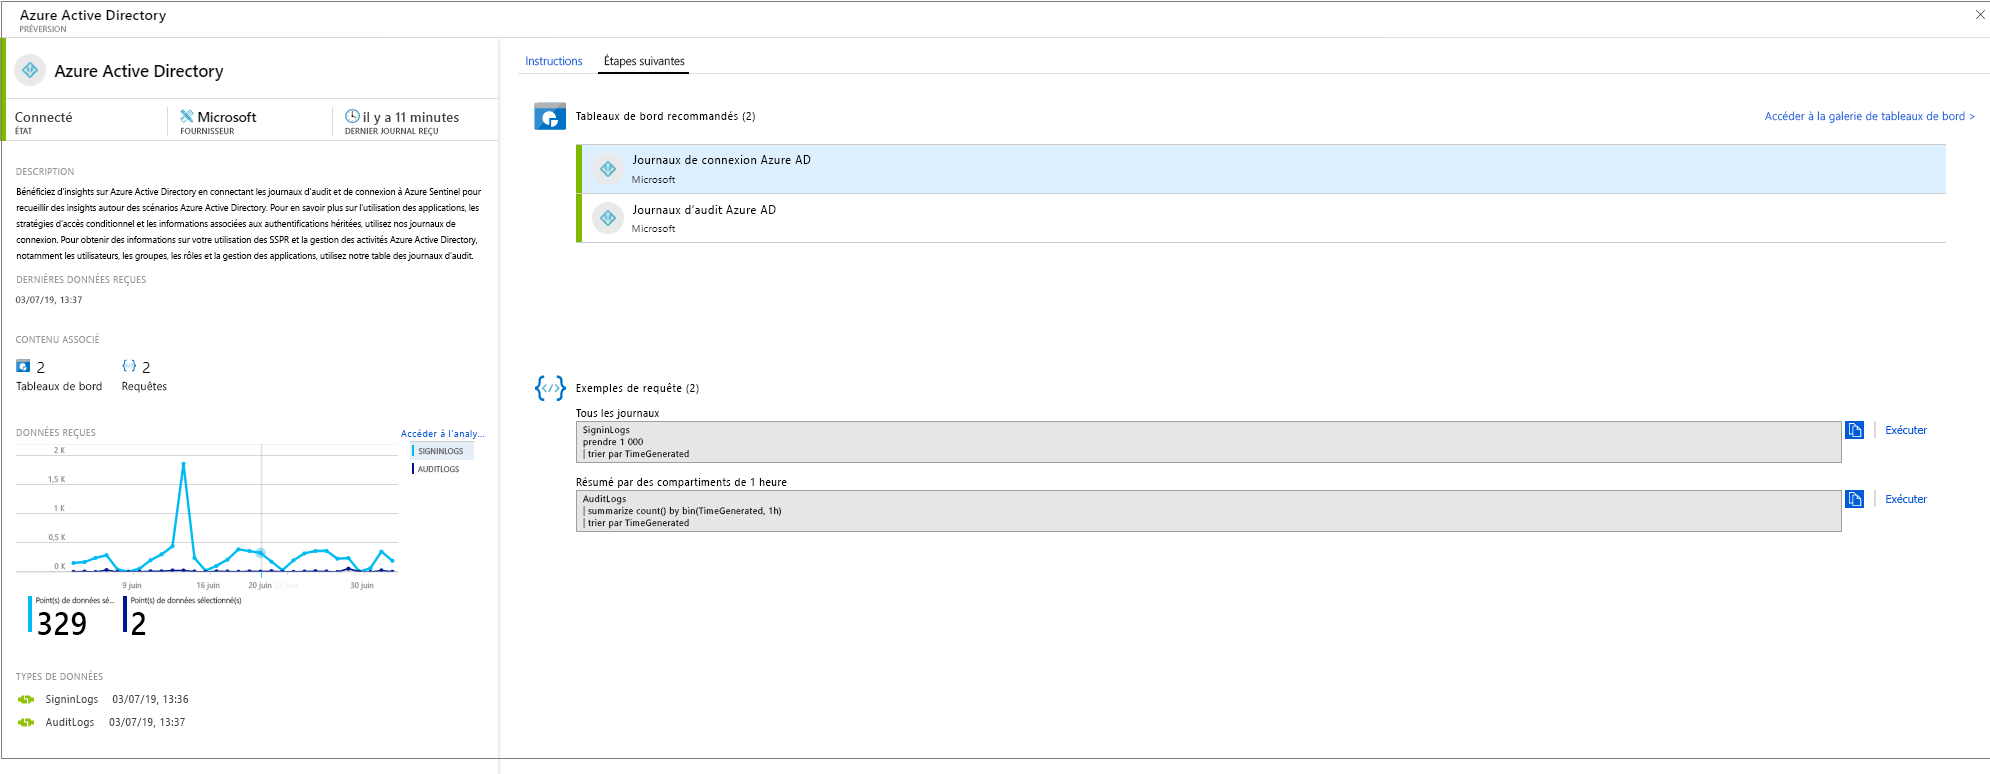 Azure Active Directory
PRÉVERSION
Azure Active Directory
Connecté
ÉTAT
Microsoft
FOURNISSEUR
il y a 11 minutes
DERNIER JOURNAL REÇU
DESCRIPTION
Bénéficiez d'insights sur Azure Active Directory en connectant les journaux d'audit et de connexion à Azure Sentinel pour
recueillir des insights autour des scénarios Azure Active Directory. Pour en savoir plus sur l'utilisation des applications, les
stratégies d'accès conditionnel et les informations associées aux authentifications héritées, utilisez nos journaux de
connexion. Pour obtenir des informations sur votre utilisation des SSPR et la gestion des activités Azure Active Directory,
notamment les utilisateurs, les groupes, les rôles et la gestion des applications, utilisez notre table des journaux d'audit.
DERNIÈRES DONNÉES REÇUES
03/07/19, 13:37
CONTENU ASSOCIÉ
2
Tableaux de bord
2
Requêtes
DONNÉES REÇUES
Accéder à l'analy...
SIGNINLOGS
AUDITLOGS
2 K
1,5 K
1 K
0,5 K
0 K
9 juin
16 juin
20 juin
23 juin
30 juin
Point(s) de données sé...
329
Point(s) de données sélectionné(s)
2
TYPES DE DONNÉES
SigninLogs 03/07/19, 13:36
AuditLogs 03/07/19, 13:37
Instructions
Étapes suivantes
Tableaux de bord recommandés (2)
Accéder à la galerie de tableaux de bord >
Journaux de connexion Azure AD
Microsoft
Journaux d'audit Azure AD
Microsoft
Exemples de requête (2)
Tous les journaux
SigninLogs
prendre 1 000
| trier par TimeGenerated
Exécuter
Résumé par des compartiments de 1 heure
AuditLogs
| summarize count() by bin(TimeGenerated, 1h)
| trier par TimeGenerated
Exécuter